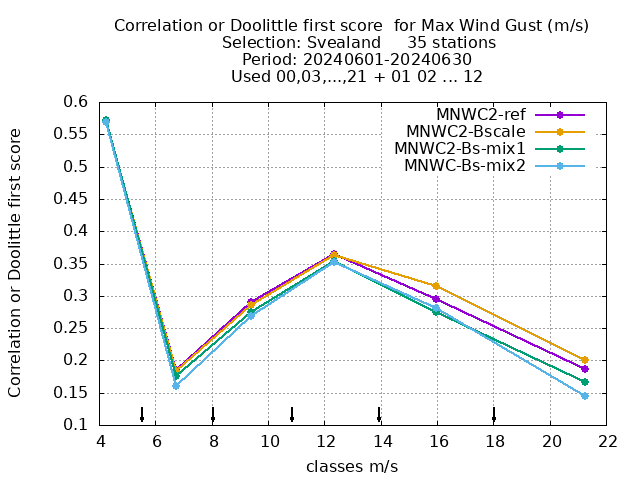 Correlation or Doolittle first score  for Max Wind Gust (m/s)
Selection: Svealand     35 stations
Period: 20240601-20240630
Used 00,03,...,21 + 01 02 ... 12
MNWC2-ref
MNWC2-Bscale
MNWC2-Bs-mix1
MNWC-Bs-mix2
Correlation or Doolittle first score
0.6
0.55
0.5
0.45
0.4
0.35
0.3
0.25
0.2
0.15
0.1
4 6 8 10 12 14 16 18 20 22
classes m/s